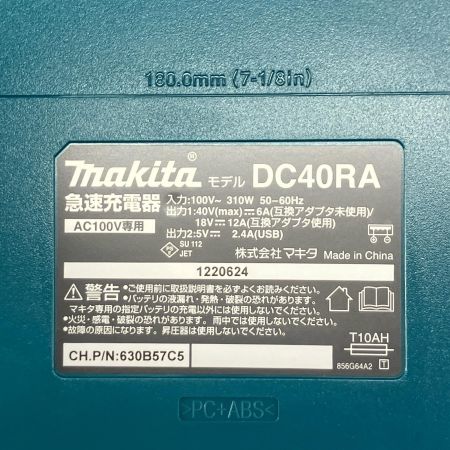 180.0mm (7-1/8in)
makita® モデル DC40RA
急速充電器
AC100V専用
入力:100V~ 310W 50-60Hz
出力1:40V(max)⎓6A(互換アダプタ未使用)/
18V⎓12A(互換アダプタ使用)
出力2:5V⎓ 2.4A(USB)
PS
E
SU 112
JET
株式会社マキタ Made in China
1220624
⚠警告 •ご使用前に取扱説明書を必ずよくお読みください。
•バッテリの液漏れ・発熱・破裂の恐れがあります。
マキタ専用の指定バッテリの充電以外には使用しないでください。
•火災・感電・破裂の恐れあり。雨中では使用しないでください。
•故障の原因になります。昇圧器は使用しないでください。
T10AH
CH.P/N:630B57C5
856G64A2 T
>PC+ABS<